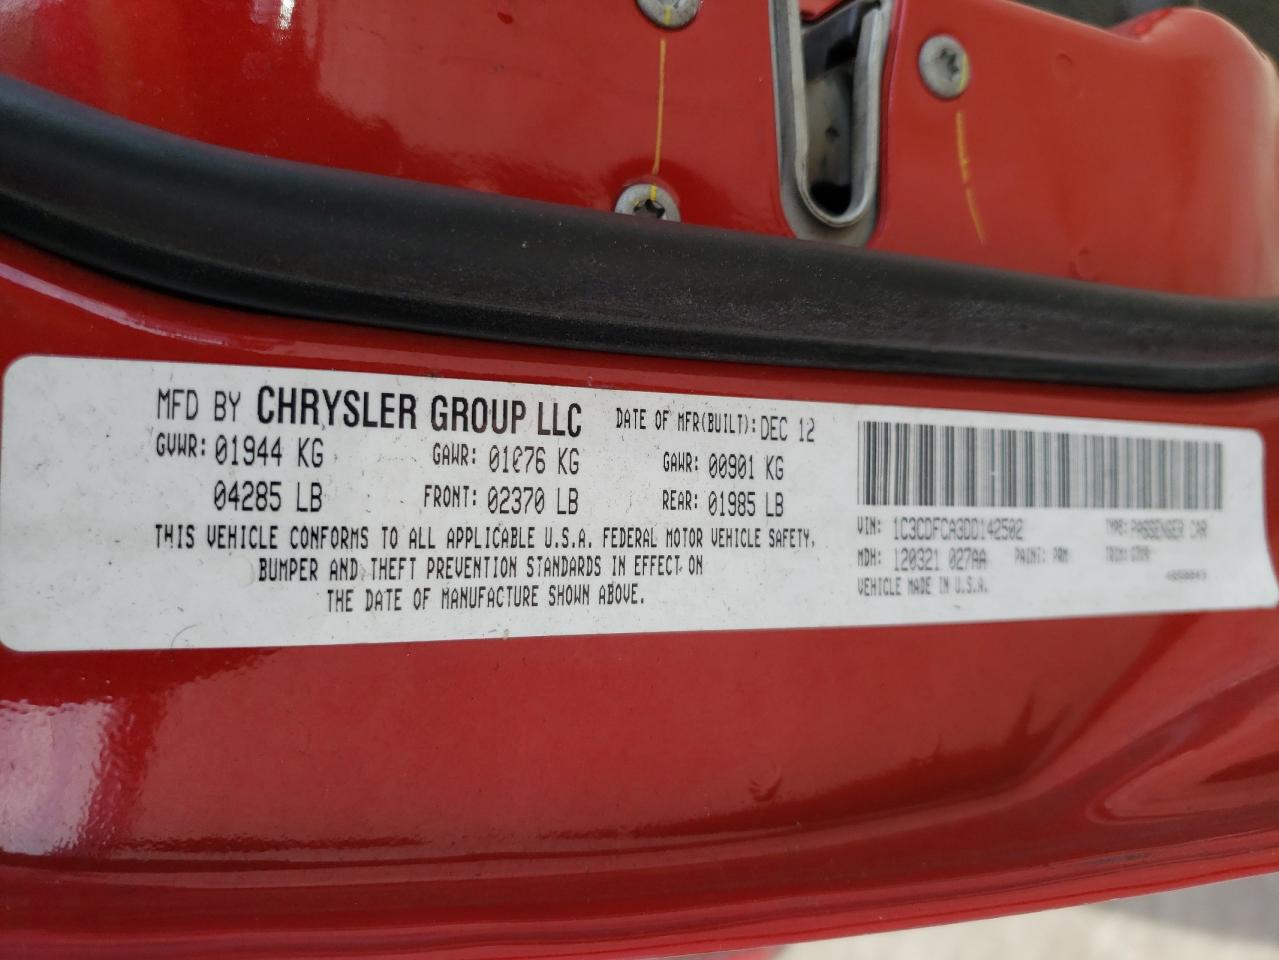 MFD BY CHRYSLER GROUP LLC DATE OF MFR(BUILT): DEC 12
GVWR: 01944 KG GAWR: 01076 KG GAWR: 00901 KG
04285 LB FRONT: 02370 LB REAR: 01985 LB
THIS VEHICLE CONFORMS TO ALL APPLICABLE U.S.A. FEDERAL MOTOR VEHICLE SAFETY,
BUMPER AND THEFT PREVENTION STANDARDS IN EFFECT ON
THE DATE OF MANUFACTURE SHOWN ABOVE.
VIN: 1C3CDFCA3DD142502 TYPE: PASSENGER CAR
MDH: 120321 027AA PAINT: PRM TRIM:
VEHICLE MADE IN U.S.A.